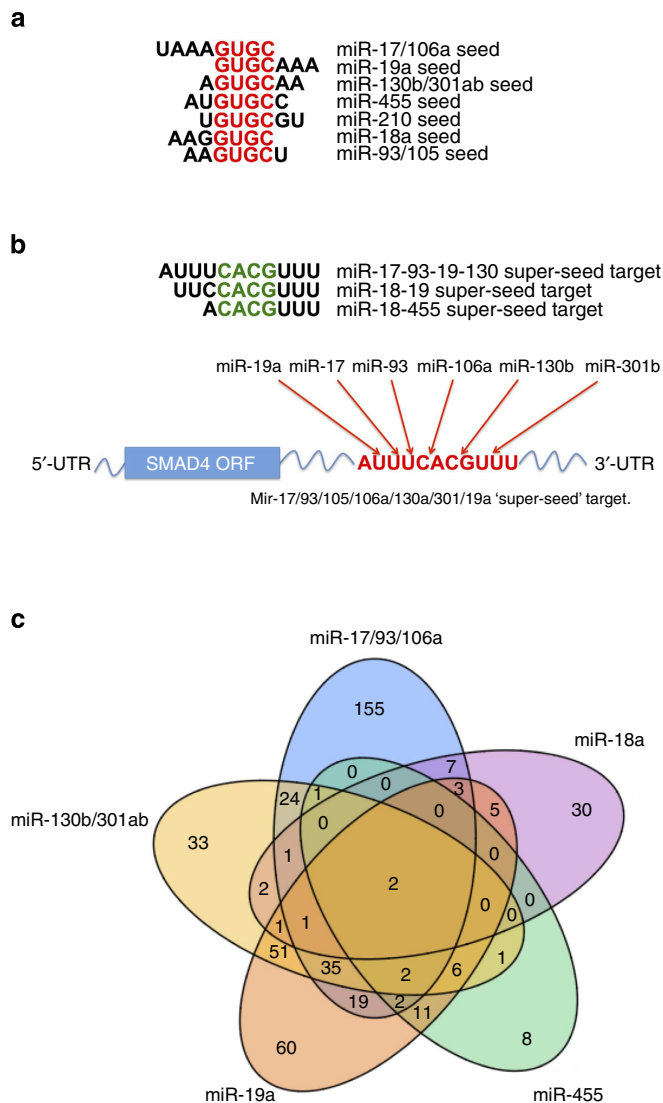 a
UAAAGUGC miR-17/106a seed
GUGCAAA miR-19a seed
AGUGCAA miR-130b/301ab seed
AUGUGCC miR-455 seed
UGUGCGU miR-210 seed
AAGGUGC miR-18a seed
AAGUGCU miR-93/105 seed
b
AUUUCACGUUU miR-17-93-19-130 super-seed target
UUCCACGUUU miR-18-19 super-seed target
ACACGUUU miR-18-455 super-seed target
miR-19a miR-17 miR-93 miR-106a miR-130b miR-301b
5′-UTR SMAD4 ORF AUUUCACGUUU 3′-UTR
Mir-17/93/105/106a/130a/301/19a ‘super-seed’ target.
c
miR-17/93/106a
155
miR-18a
7
0
0
3
24
1
5
30
0
0
miR-130b/301ab
33
1
0
2
2
0
0
0
1
1
51
35
2
6
1
19
2
11
60
8
miR-19a
miR-455